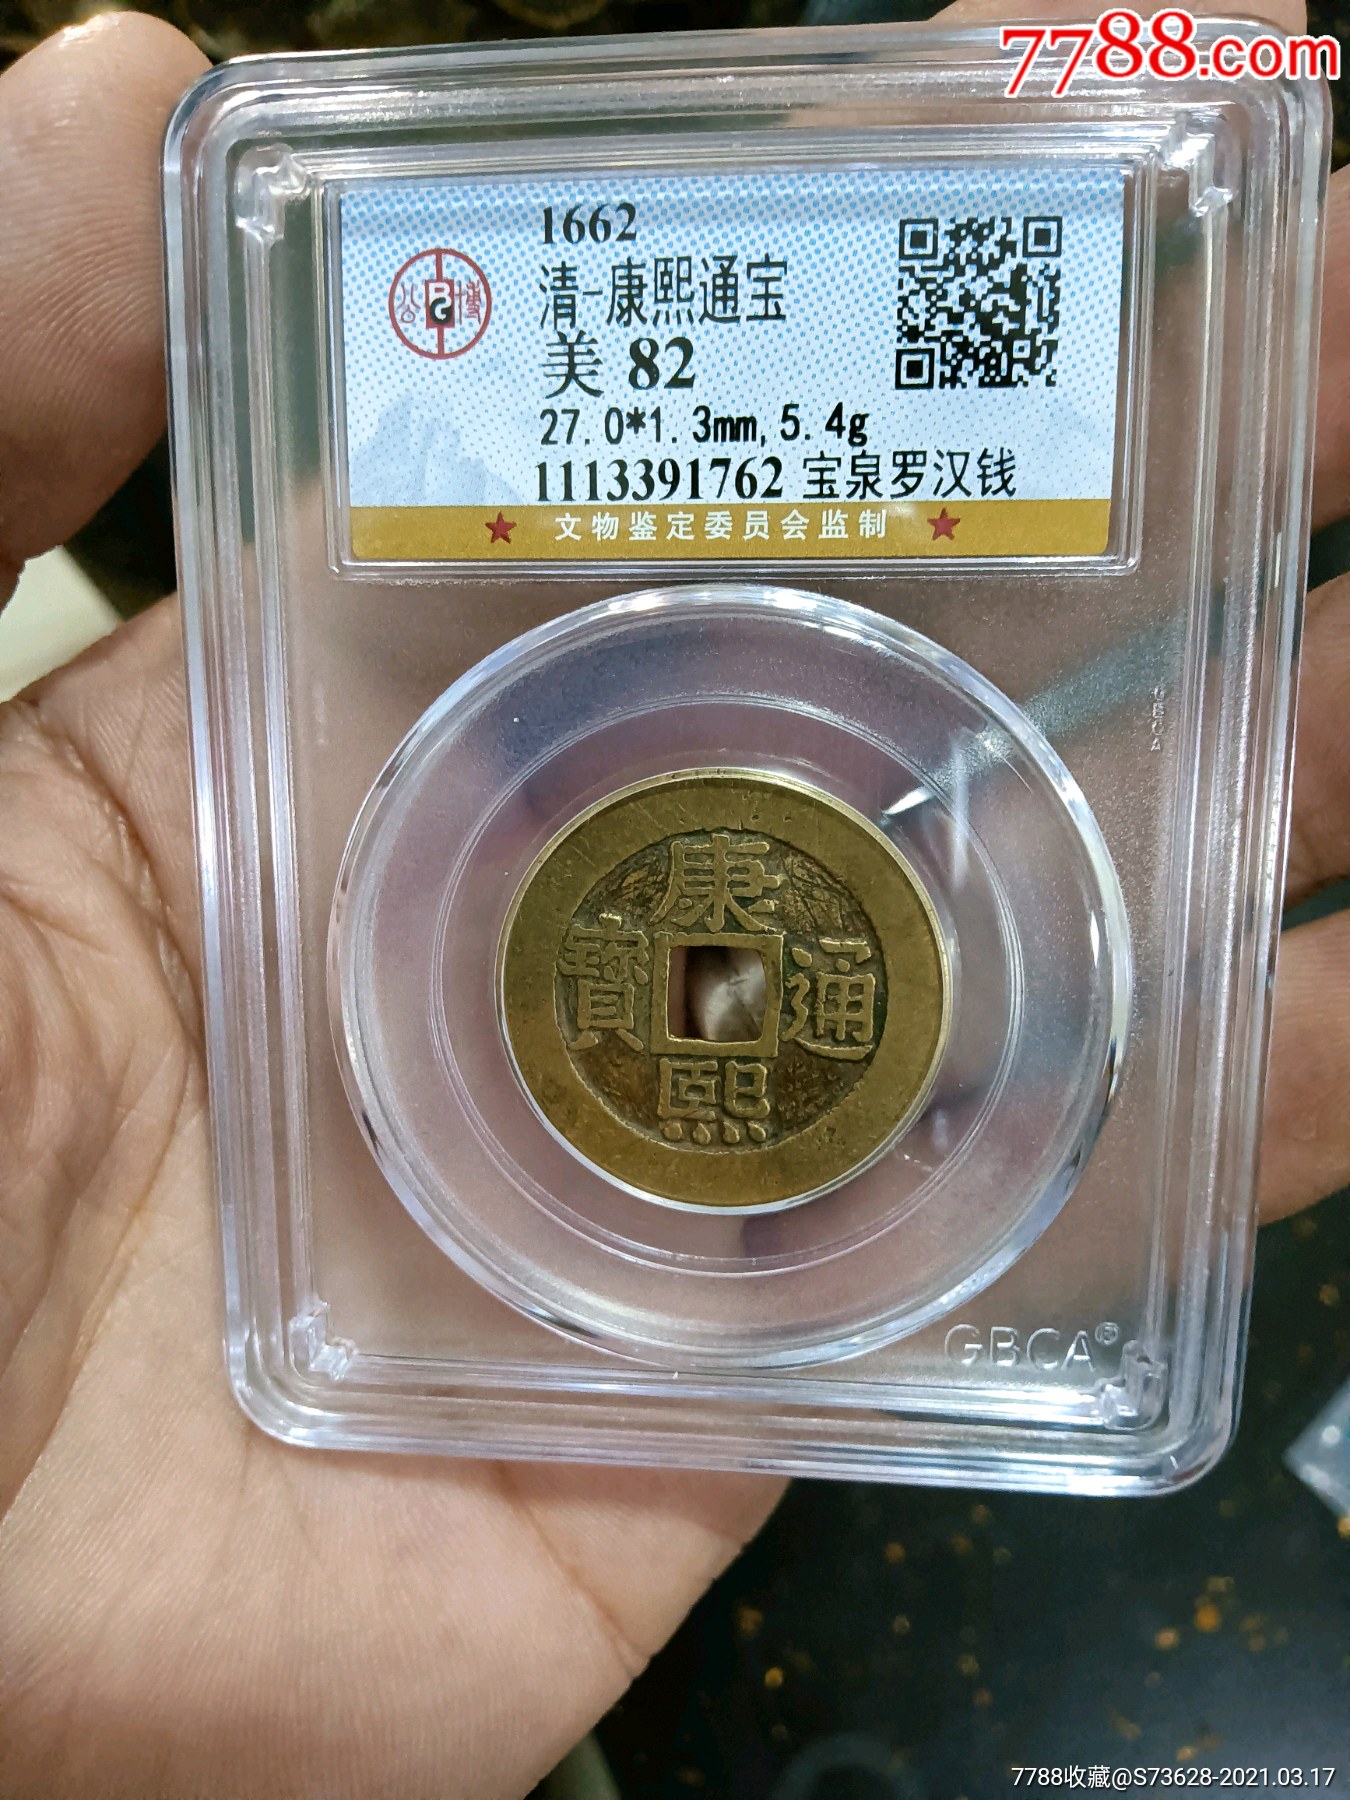 7788.com
1662
清-康熙通宝
美 82
27.0*1.3mm,5.4g
1113391762 宝泉罗汉钱
公 博
★ 文物鉴定委员会监制 ★
GBCA
康熙通寶
GBCA®
7788收藏@S73628-2021.03.17